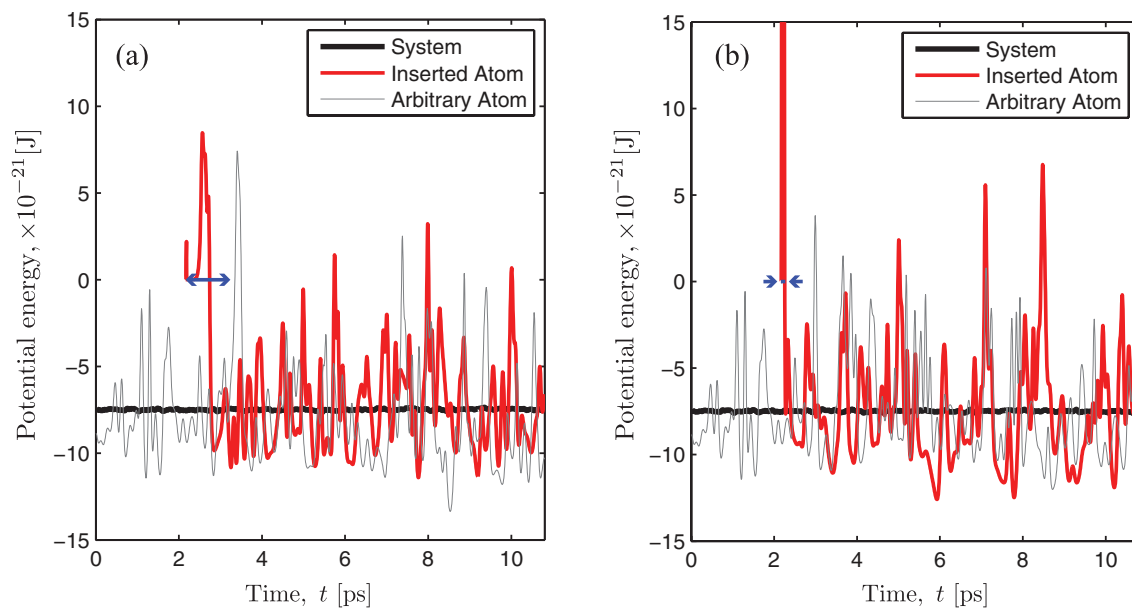 (a)
System
Inserted Atom
Arbitrary Atom
Potential energy, ×10⁻²¹[J]
15
10
5
0
−5
−10
−15
0
2
4
6
8
10
Time, t [ps]
(b)
System
Inserted Atom
Arbitrary Atom
Potential energy, ×10⁻²¹[J]
15
10
5
0
−5
−10
−15
0
2
4
6
8
10
Time, t [ps]